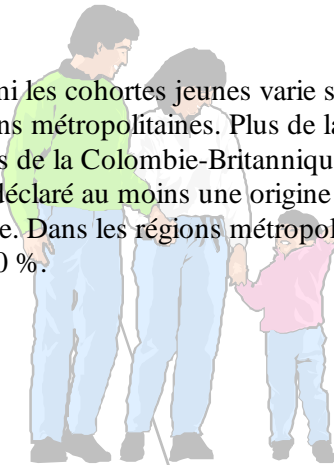 ni les cohortes jeunes varie s
ns métropolitaines. Plus de la
s de la Colombie-Britanniqu
déclaré au moins une origine
e. Dans les régions métropol
0 %.